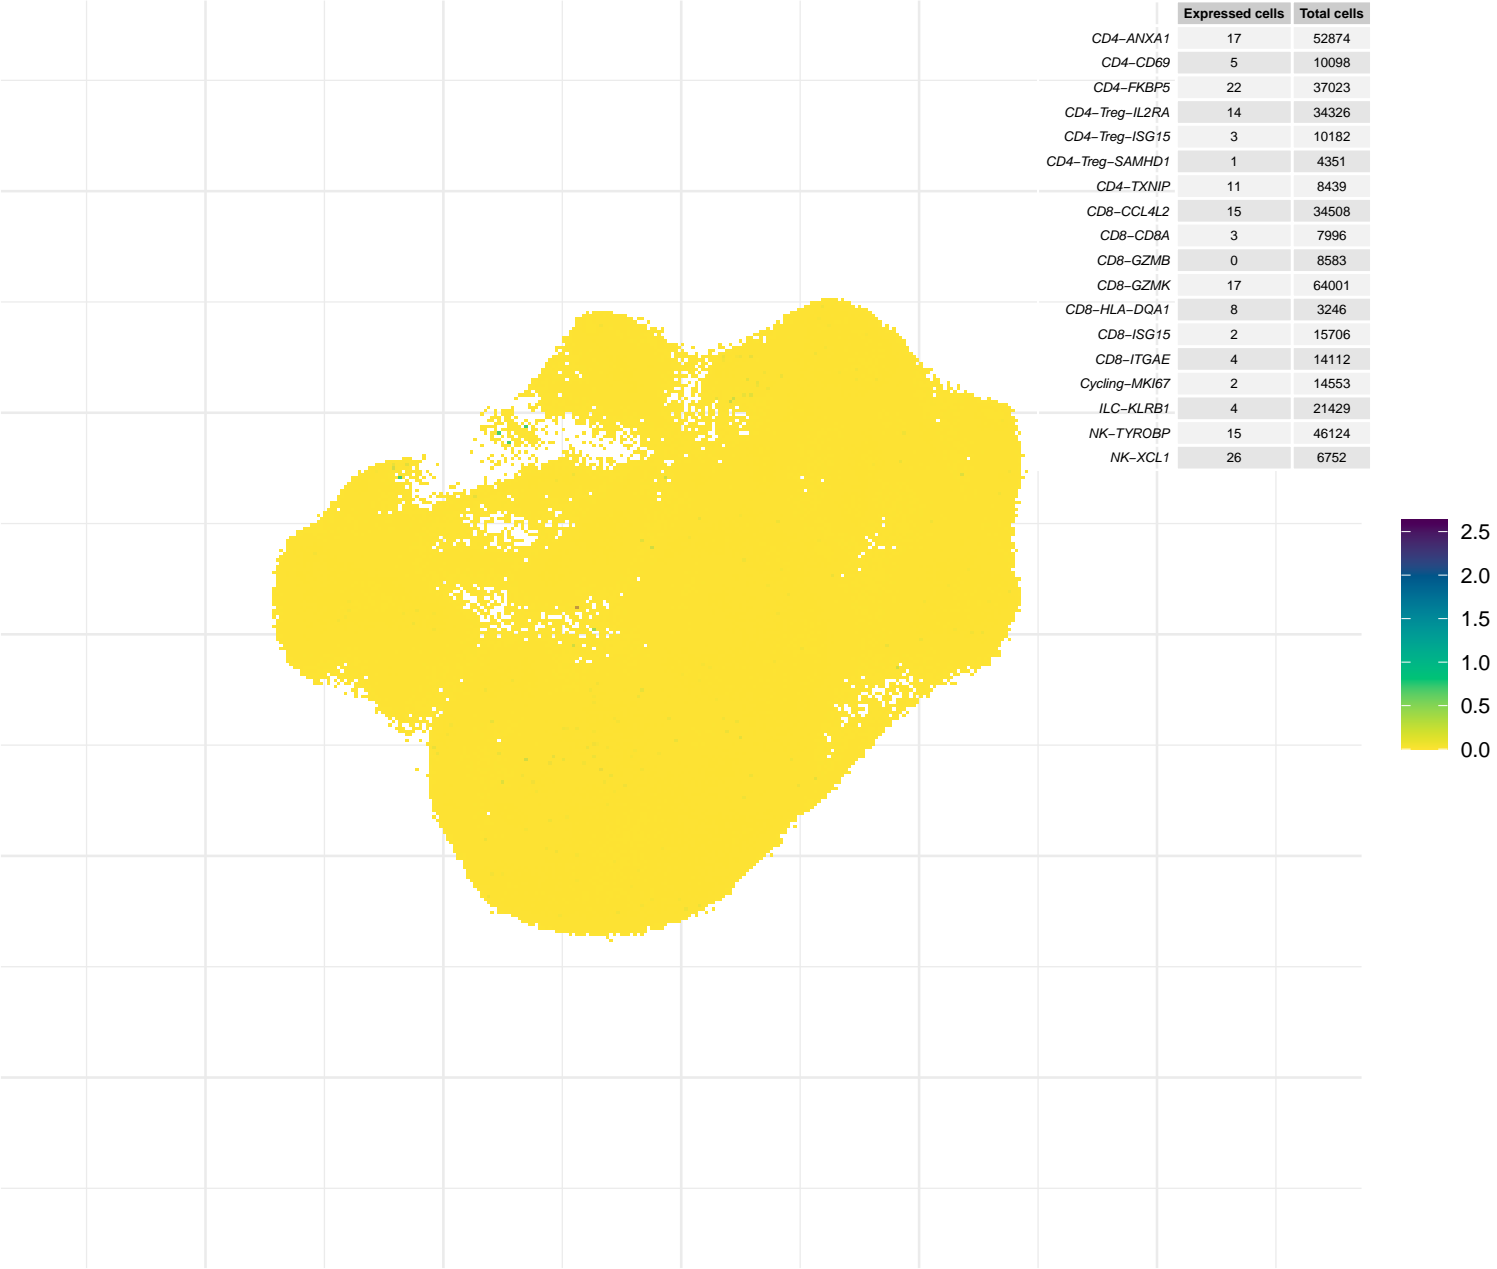 Expressed cells Total cells
CD4−ANXA1 17 52874
CD4−CD69 5 10098
CD4−FKBP5 22 37023
CD4−Treg−IL2RA 14 34326
CD4−Treg−ISG15 3 10182
CD4−Treg−SAMHD1 1 4351
CD4−TXNIP 11 8439
CD8−CCL4L2 15 34508
CD8−CD8A 3 7996
CD8−GZMB 0 8583
CD8−GZMK 17 64001
CD8−HLA−DQA1 8 3246
CD8−ISG15 2 15706
CD8−ITGAE 4 14112
Cycling−MKI67 2 14553
ILC−KLRB1 4 21429
NK−TYROBP 15 46124
NK−XCL1 26 6752
2.5
2.0
1.5
1.0
0.5
0.0